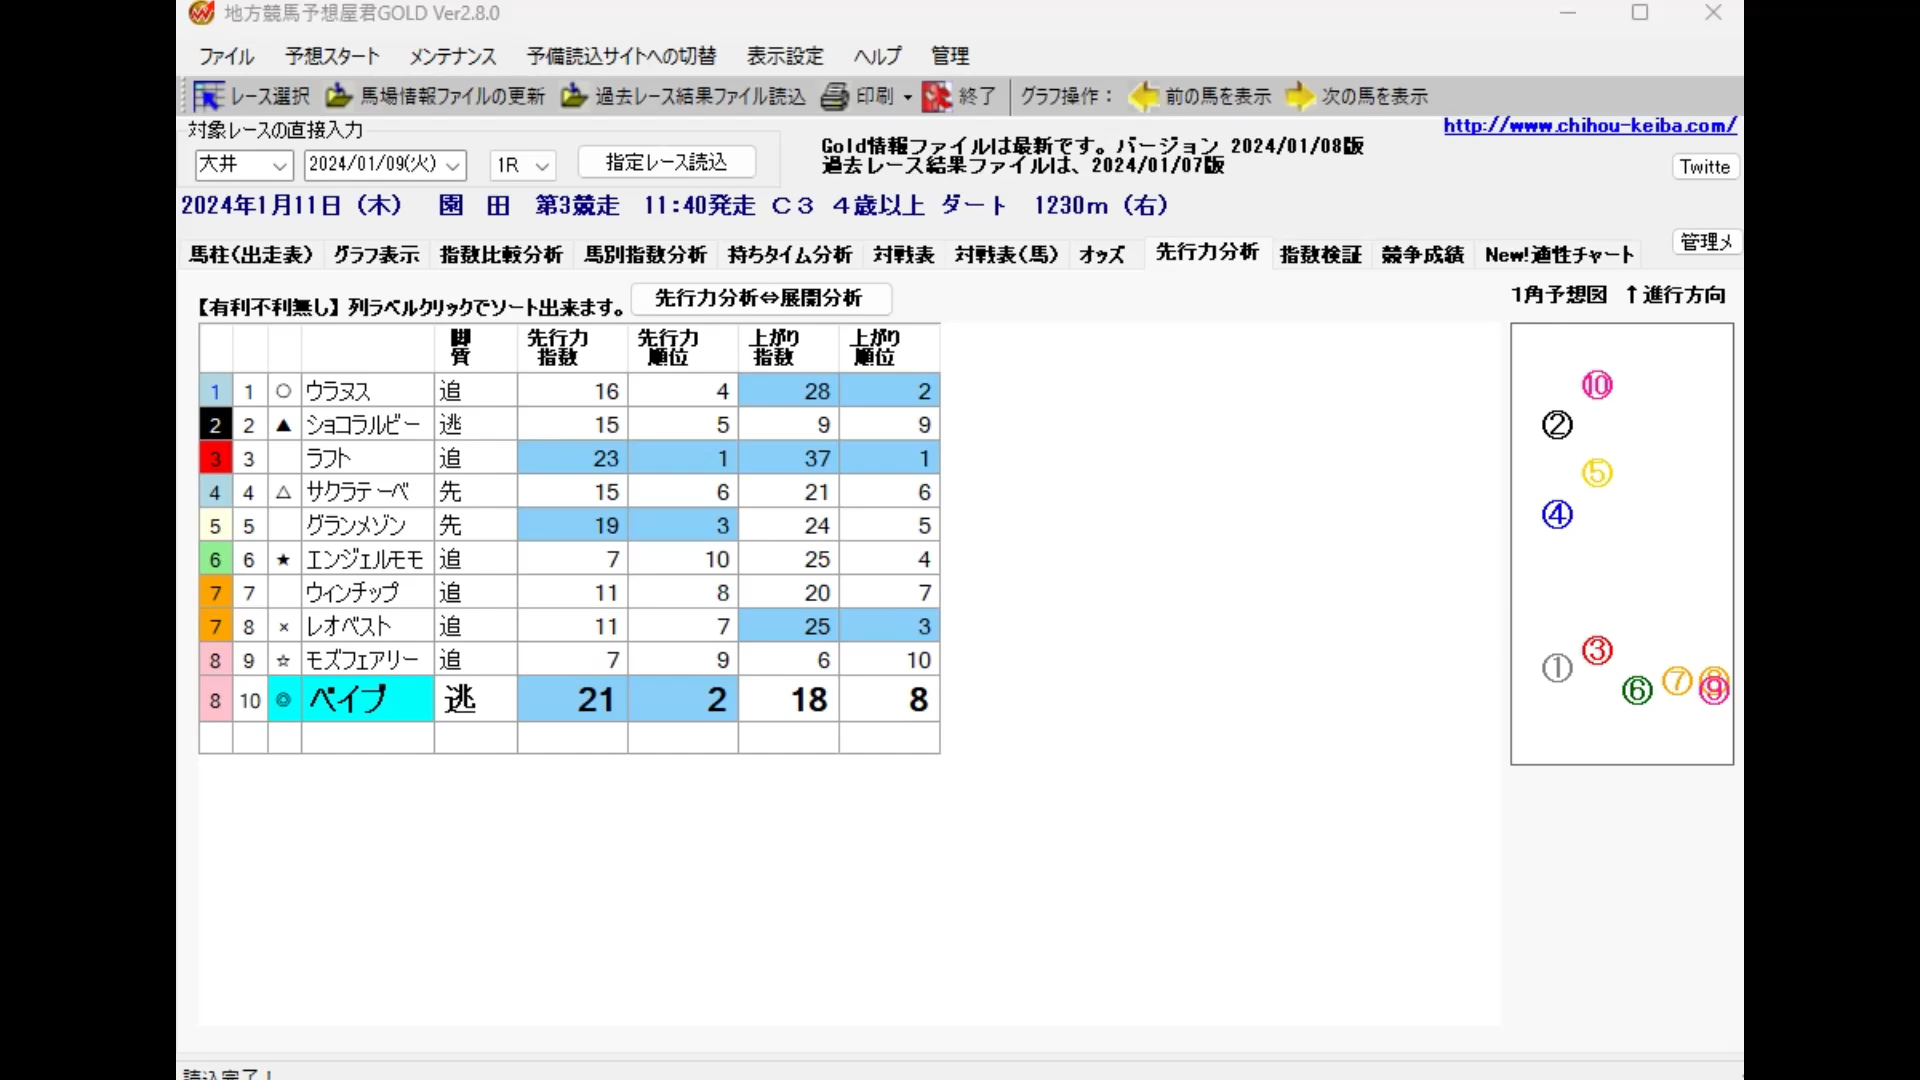 地方競馬予想屋君GOLD Ver2.8.0
ファイル 予想スタート メンテナンス 予備読込サイトへの切替 表示設定 ヘルプ 管理
レース選択 馬場情報ファイルの更新 過去レース結果ファイル読込 印刷 終了 グラフ操作： 前の馬を表示 次の馬を表示
対象レースの直接入力
http://www.chihou-keiba.com/
大井 2024/01/09(火) 1R 指定レース読込
Gold情報ファイルは最新です。バージョン 2024/01/08版
過去レース結果ファイルは、2024/01/07版
Twitte
2024年1月11日（木） 園 田 第3競走 11:40発走 C3 4歳以上 ダート 1230m（右）
管理メ
馬柱(出走表) グラフ表示 指数比較分析 馬別指数分析 持ちタイム分析 対戦表 対戦表(馬) オッズ 先行力分析 指数検証 競争成績 New!適性チャート
【有利不利無し】列ラベルクリックでソート出来ます。 先行力分析⇔展開分析
1角予想図 ↑進行方向
脚質 先行力指数 先行力順位 上がり指数 上がり順位
1 1 ○ ウラヌス 追 16 4 28 2
2 2 ▲ ショコラルビー 逃 15 5 9 9
3 3 ラフト 追 23 1 37 1
4 4 △ サクラテーベ 先 15 6 21 6
5 5 グランメゾン 先 19 3 24 5
6 6 ★ エンジェルモモ 追 7 10 25 4
7 7 ウィンチップ 追 11 8 20 7
7 8 × レオベスト 追 11 7 25 3
8 9 ☆ モズフェアリー 追 7 9 6 10
8 10 ◎ ベイブ 逃 21 2 18 8
⑩
②
⑤
④
③
①
⑥ ⑦ ⑧ ⑨
読込完了！